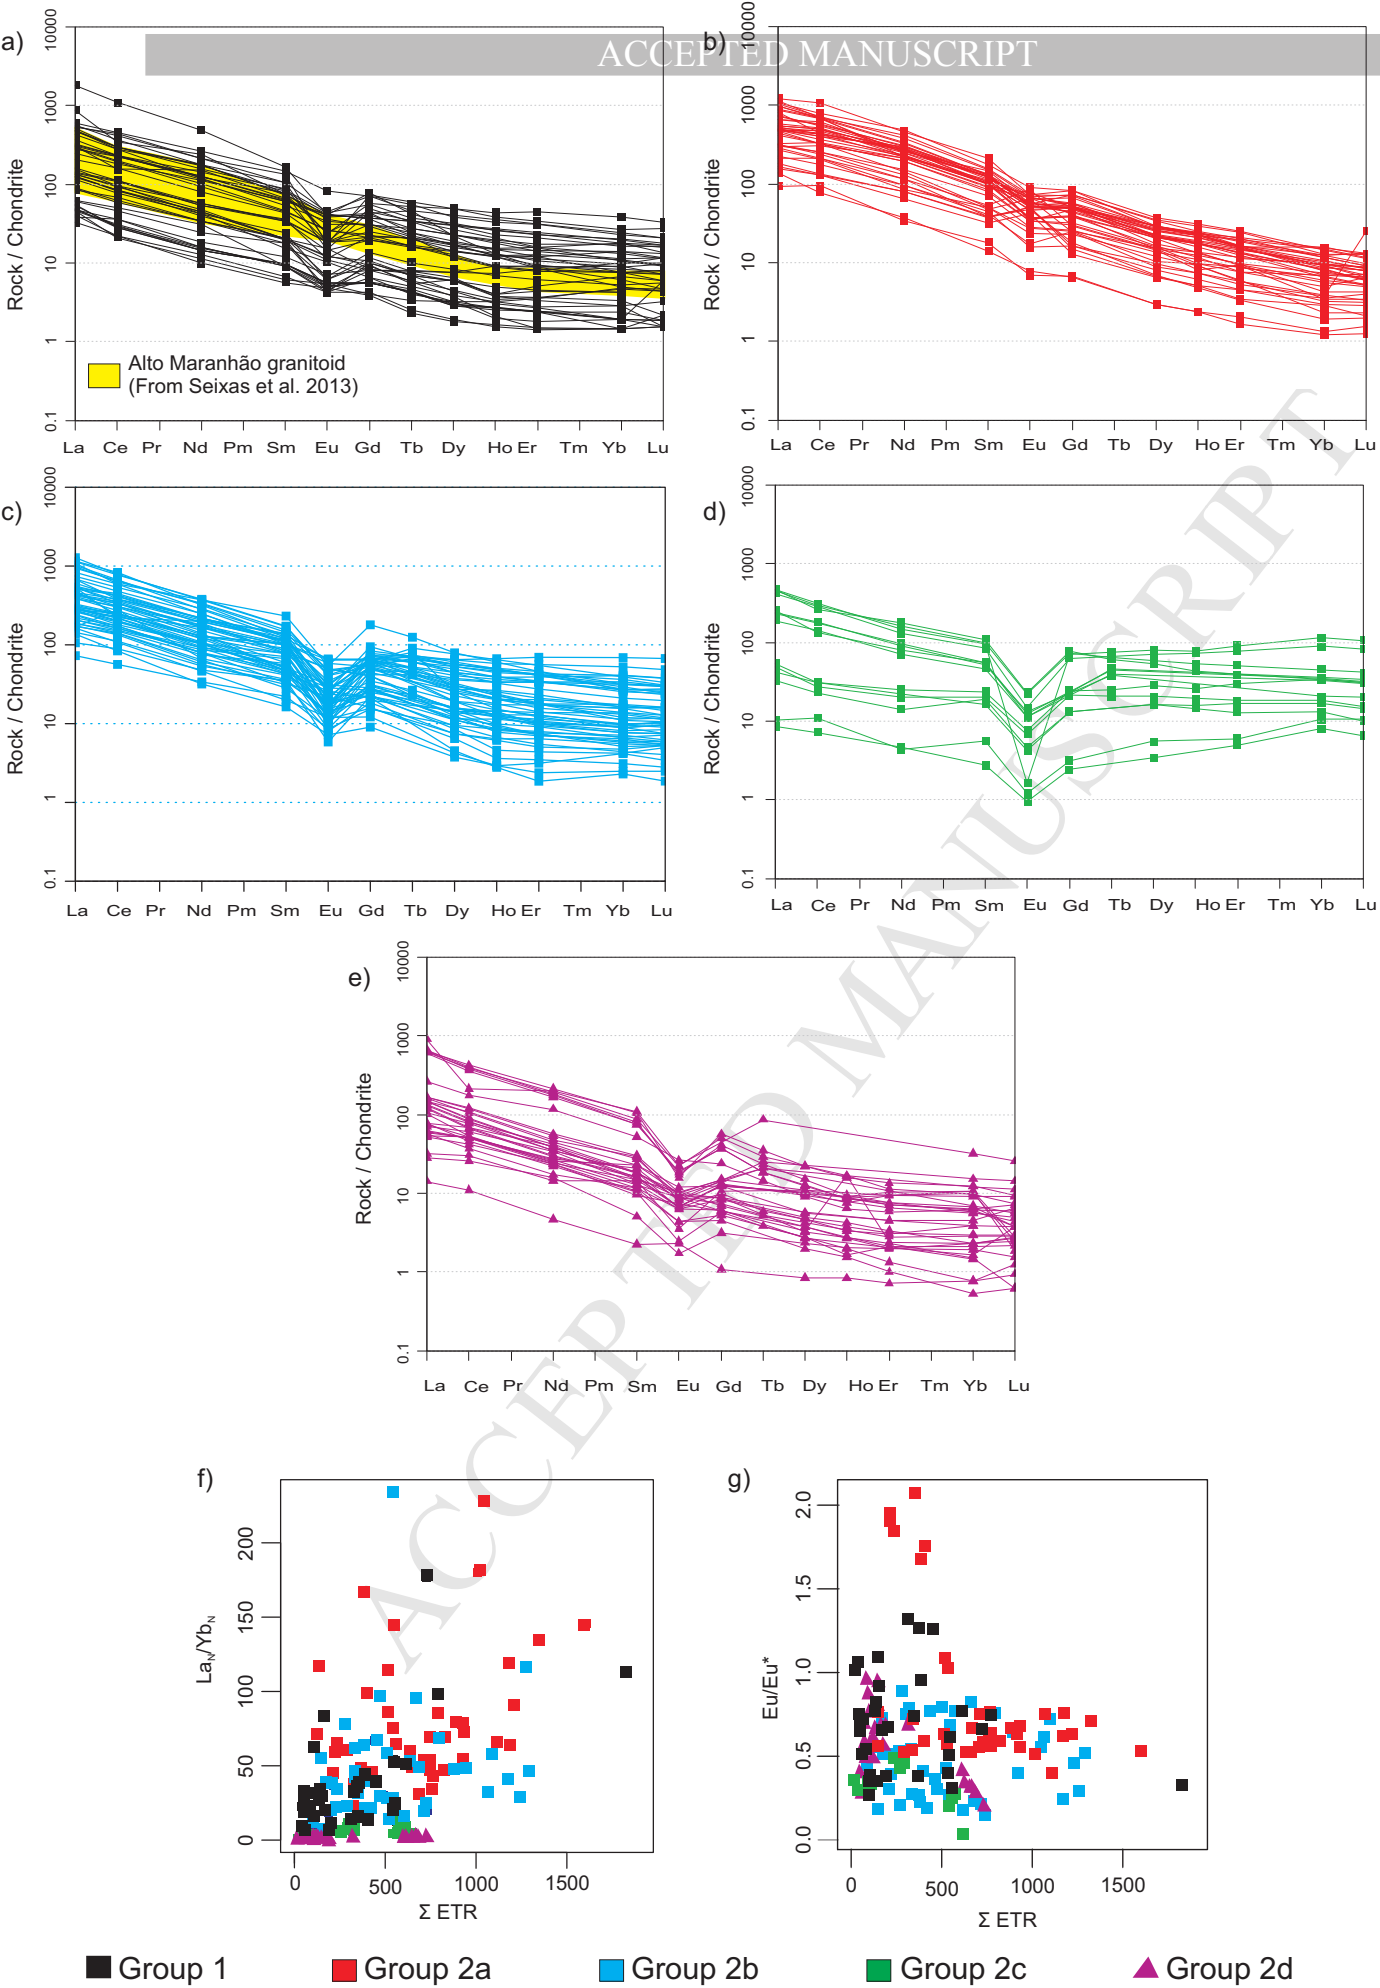 ACCEPTED MANUSCRIPT
a)
10000
1000
100
10
1
0.1
Rock / Chondrite
Alto Maranhão granitoid
(From Seixas et al. 2013)
La Ce Pr Nd Pm Sm Eu Gd Tb Dy Ho Er Tm Yb Lu
b)
10000
1000
100
10
1
0.1
Rock / Chondrite
La Ce Pr Nd Pm Sm Eu Gd Tb Dy Ho Er Tm Yb Lu
c)
10000
1000
100
10
1
0.1
Rock / Chondrite
La Ce Pr Nd Pm Sm Eu Gd Tb Dy Ho Er Tm Yb Lu
d)
10000
1000
100
10
1
0.1
Rock / Chondrite
La Ce Pr Nd Pm Sm Eu Gd Tb Dy Ho Er Tm Yb Lu
e)
10000
1000
100
10
1
0.1
Rock / Chondrite
La Ce Pr Nd Pm Sm Eu Gd Tb Dy Ho Er Tm Yb Lu
ACCEPTED MANUSCRIPT
f)
200
150
100
50
0
LaN/YbN
0 500 1000 1500
Σ ETR
g)
2.0
1.5
1.0
0.5
0.0
Eu/Eu*
0 500 1000 1500
Σ ETR
Group 1 Group 2a Group 2b Group 2c Group 2d